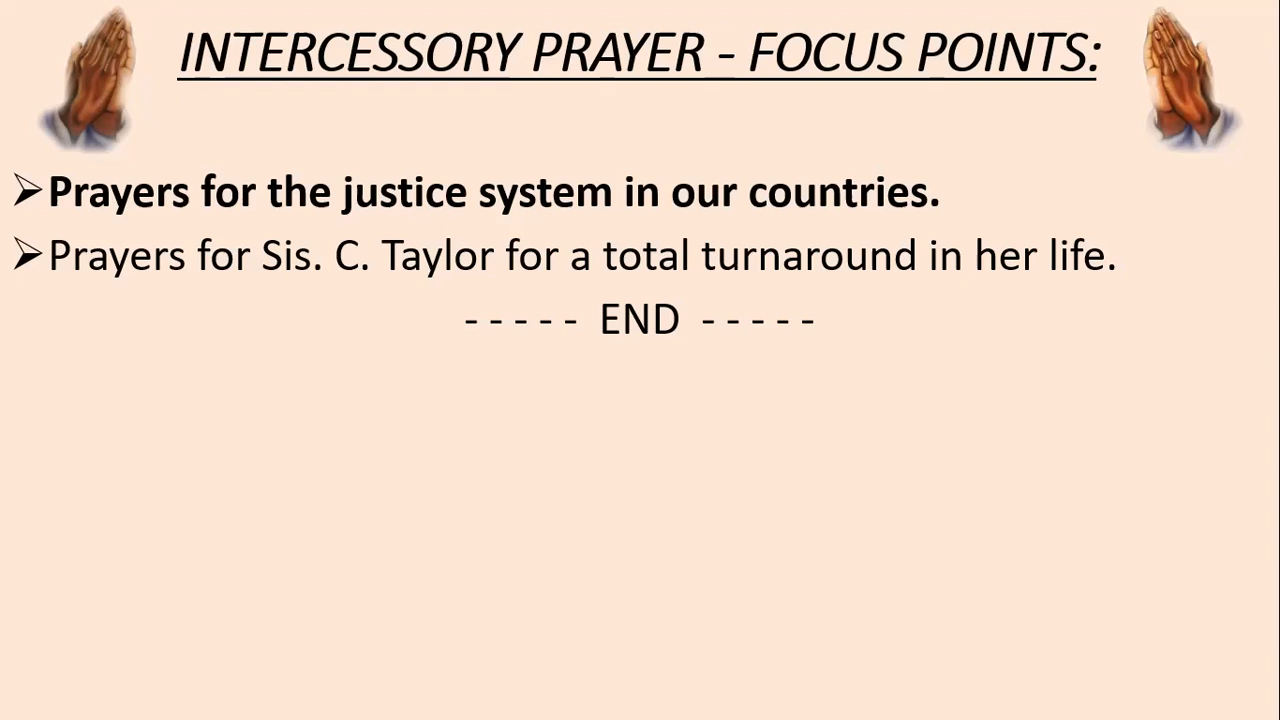 INTERCESSORY PRAYER - FOCUS POINTS:
➢Prayers for the justice system in our countries.
➢Prayers for Sis. C. Taylor for a total turnaround in her life.
- - - - - END - - - - -